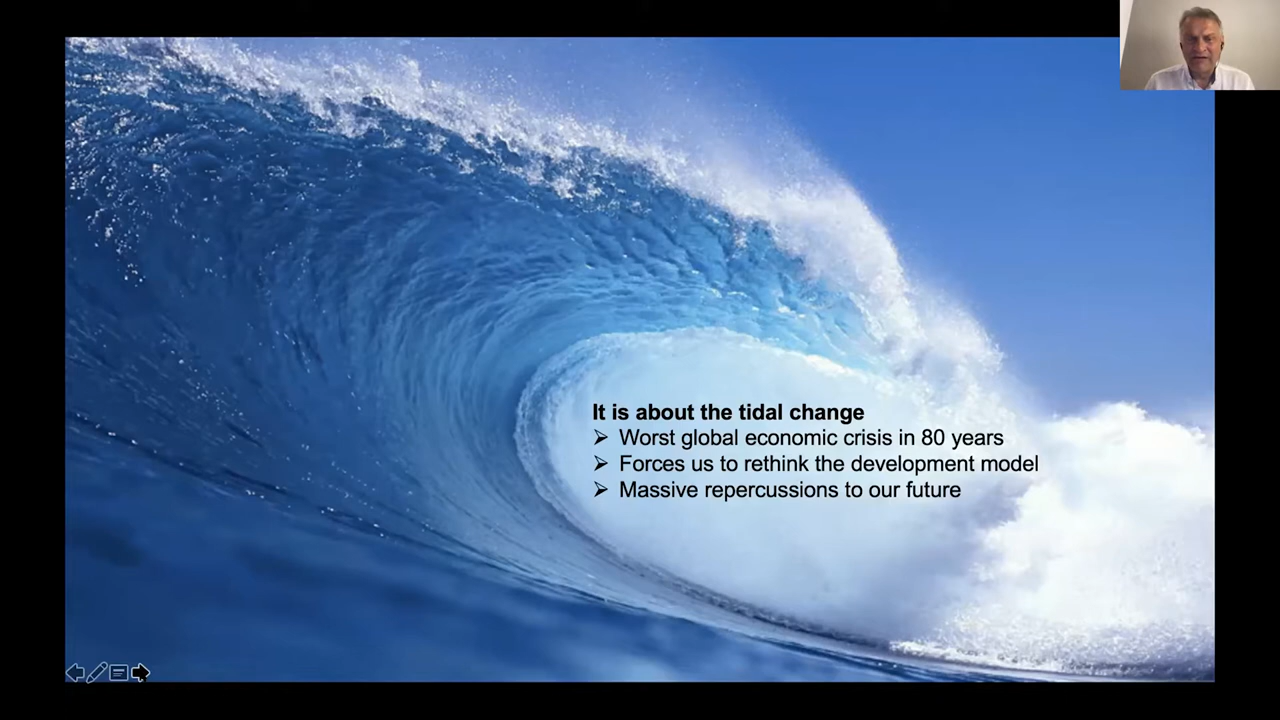 It is about the tidal change
➢ Worst global economic crisis in 80 years
➢ Forces us to rethink the development model
➢ Massive repercussions to our future